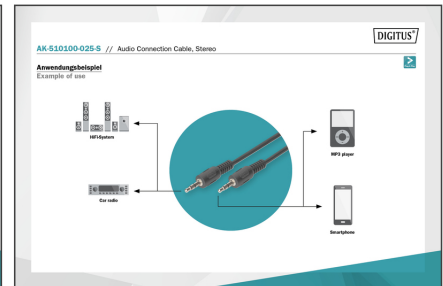 DIGITUS®
AK-510100-025-S // Audio Connection Cable, Stereo
Anwendungsbeispiel
Example of use
HiFi-System
MP3 player
Car radio
Smartphone